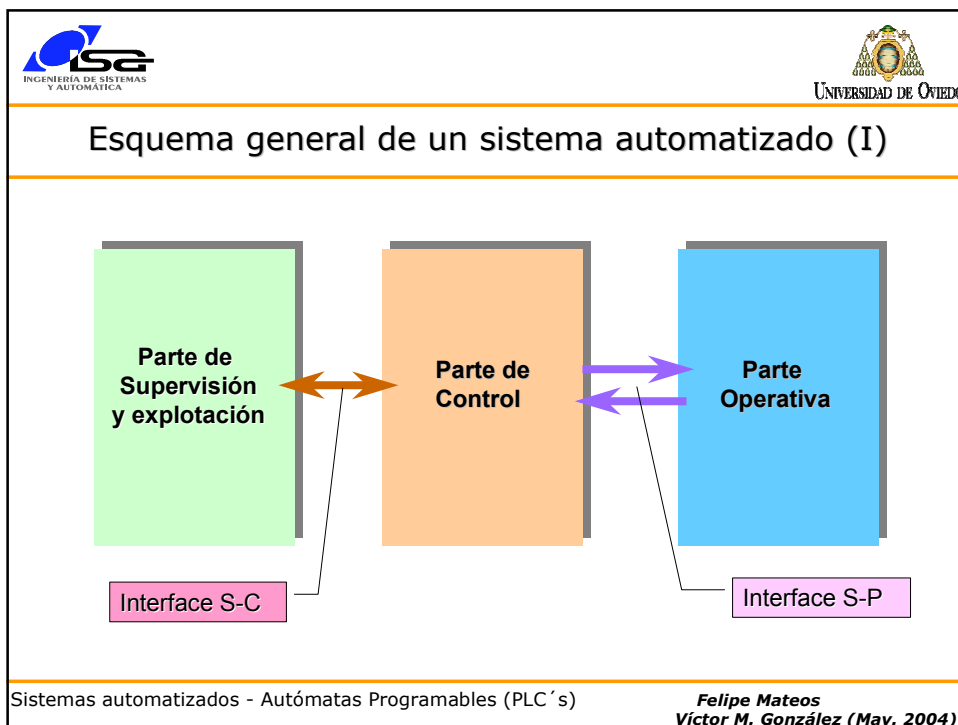 isa
INGENIERÍA DE SISTEMAS
Y AUTOMÁTICA
UNIVERSIDAD DE OVIEDO
Esquema general de un sistema automatizado (I)
Parte de
Supervisión
y explotación
Parte de
Control
Parte
Operativa
Interface S-C
Interface S-P
Sistemas automatizados - Autómatas Programables (PLC´s)
Felipe Mateos
Víctor M. González (May. 2004)